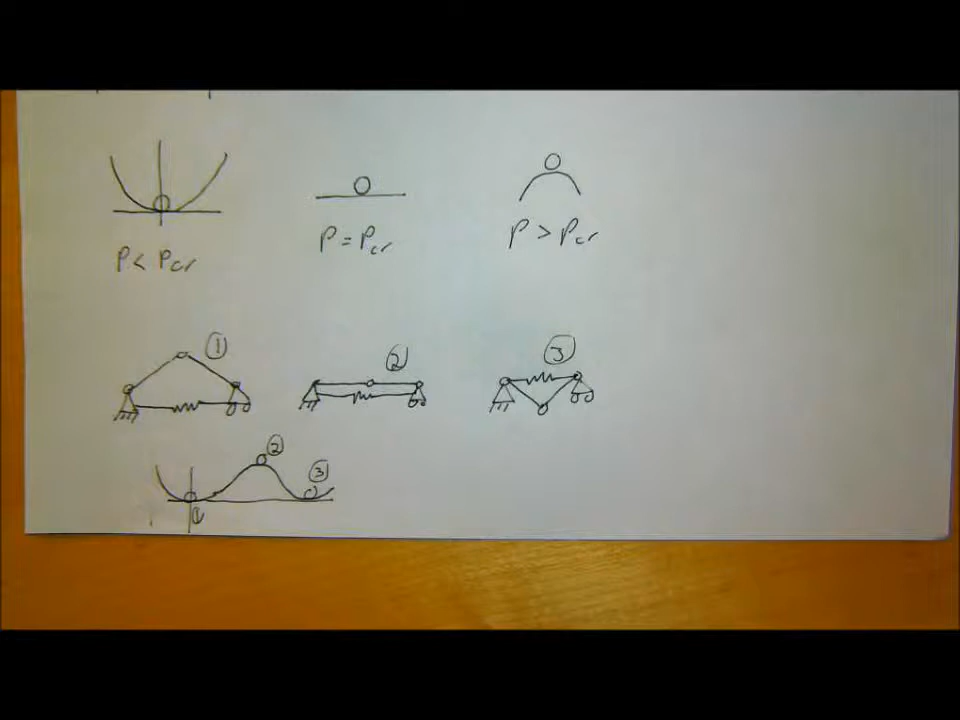 P < Pcr
P = Pcr
P > Pcr
①
②
③
②
③
①